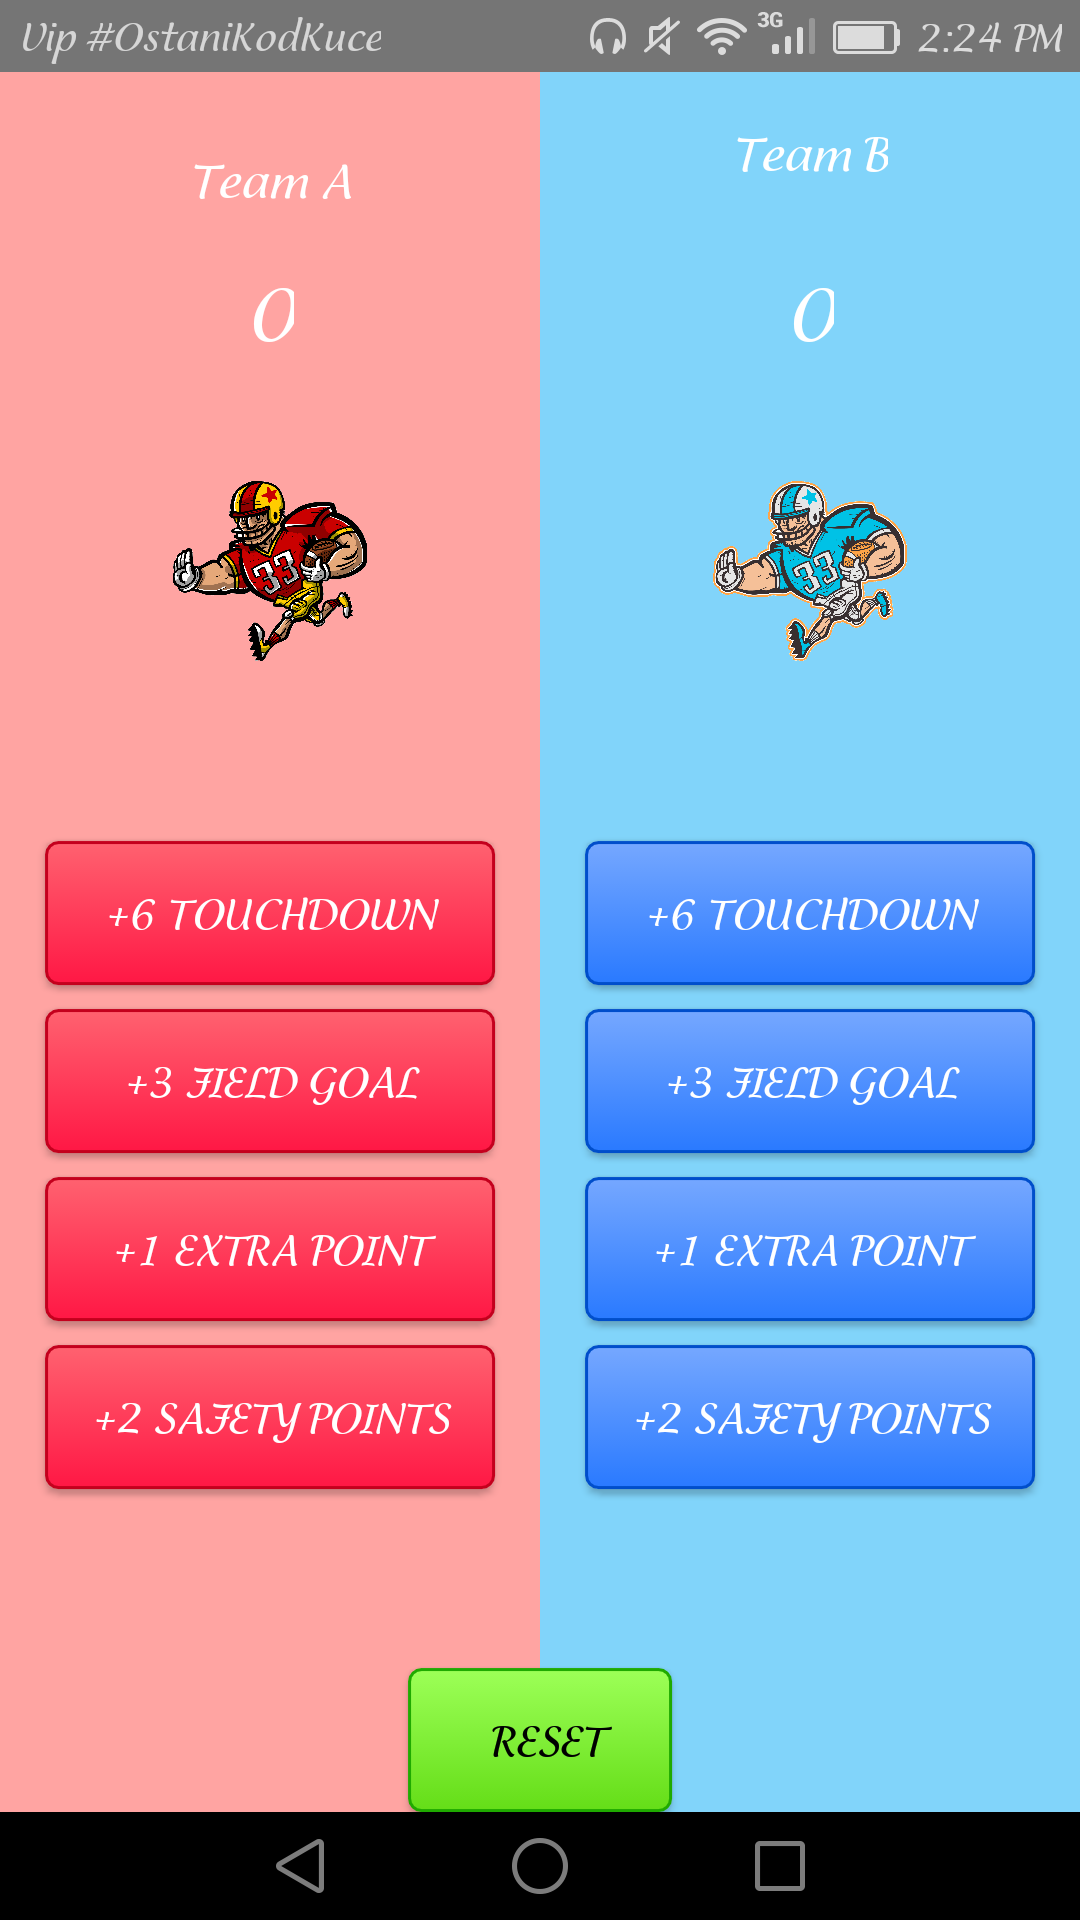 Vip #OstaniKodKuce 3G 2:24 PM
Team A
Team B
0
0
33
33
+6 TOUCHDOWN
+6 TOUCHDOWN
+3 FIELD GOAL
+3 FIELD GOAL
+1 EXTRA POINT
+1 EXTRA POINT
+2 SAFETY POINTS
+2 SAFETY POINTS
RESET